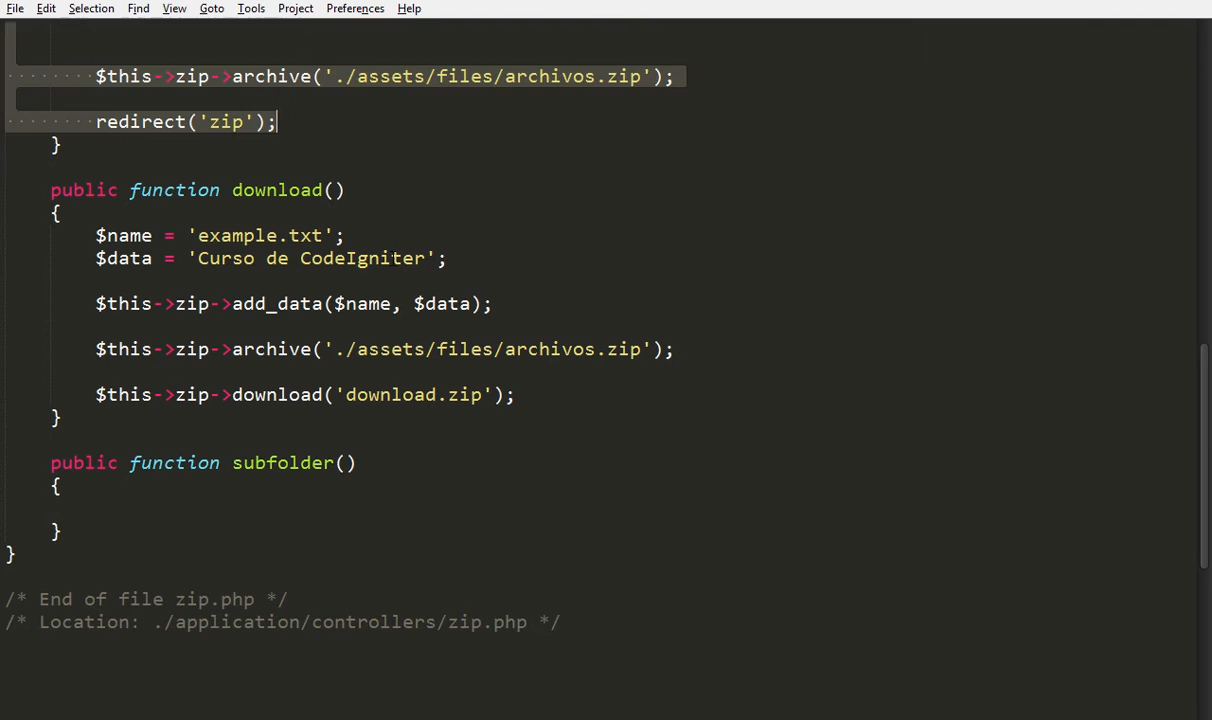 File Edit Selection Find View Goto Tools Project Preferences Help
$this->zip->archive('./assets/files/archivos.zip');
redirect('zip');
}
public function download()
{
$name = 'example.txt';
$data = 'Curso de CodeIgniter';
$this->zip->add_data($name, $data);
$this->zip->archive('./assets/files/archivos.zip');
$this->zip->download('download.zip');
}
public function subfolder()
{
}
}
/* End of file zip.php */
/* Location: ./application/controllers/zip.php */